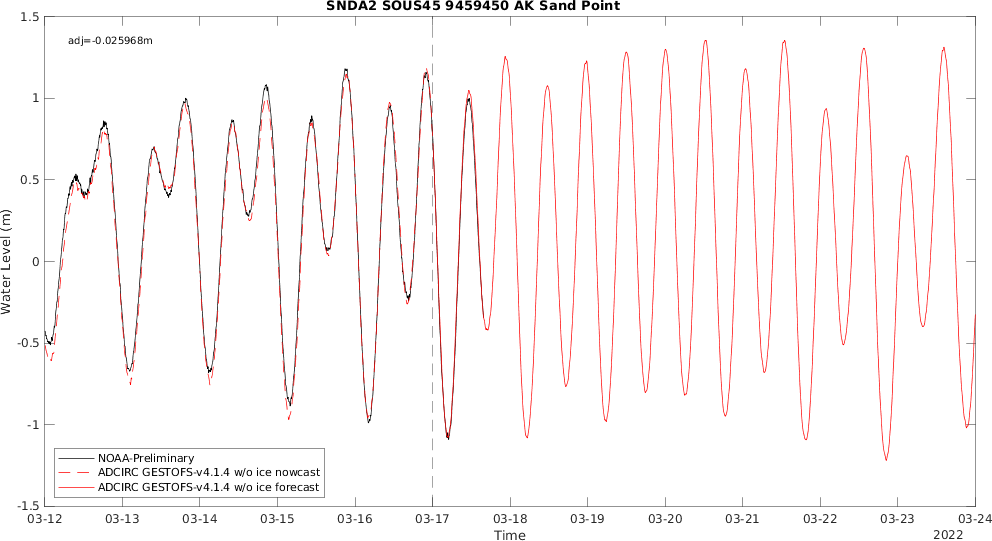 SNDA2 SOUS45 9459450 AK Sand Point
adj=-0.025968m
1.5
1
0.5
0
-0.5
-1
-1.5
Water Level (m)
NOAA-Preliminary
ADCIRC GESTOFS-v4.1.4 w/o ice nowcast
ADCIRC GESTOFS-v4.1.4 w/o ice forecast
03-12 03-13 03-14 03-15 03-16 03-17 03-18 03-19 03-20 03-21 03-22 03-23 03-24
Time
2022